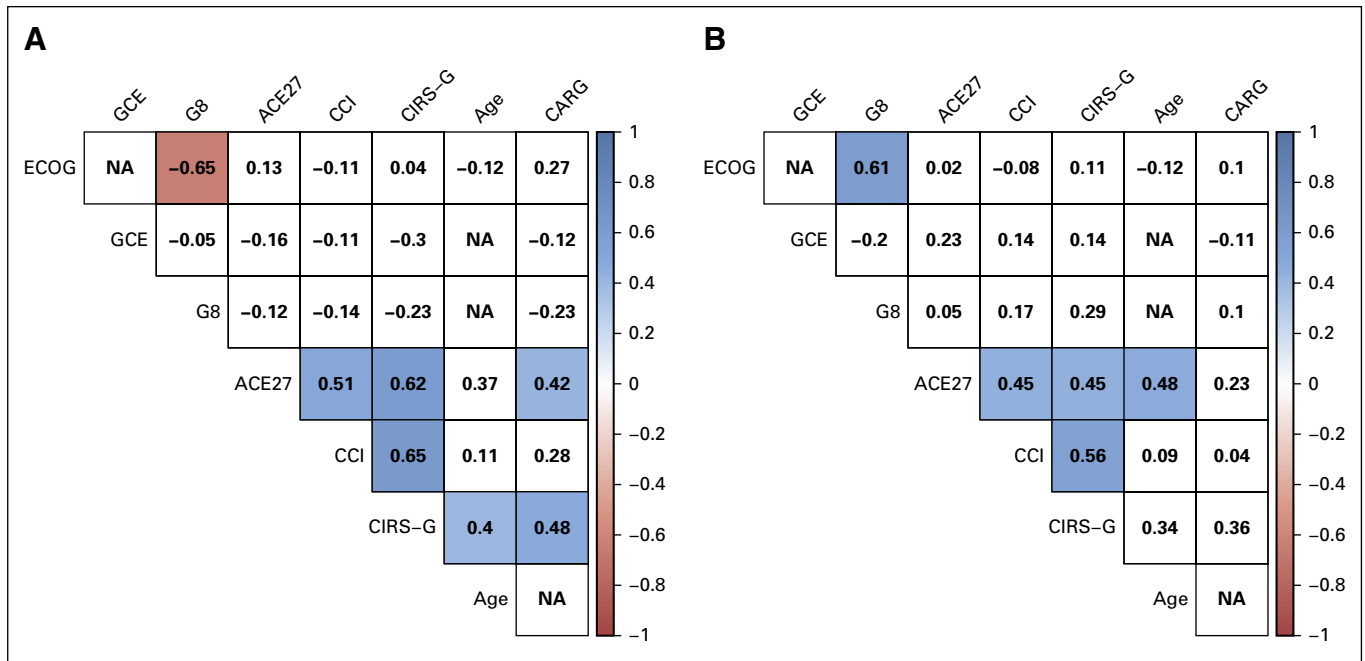 A
GCE G8 ACE27 CCI CIRS–G Age CARG
ECOG NA –0.65 0.13 –0.11 0.04 –0.12 0.27
GCE –0.05 –0.16 –0.11 –0.3 NA –0.12
G8 –0.12 –0.14 –0.23 NA –0.23
ACE27 0.51 0.62 0.37 0.42
CCI 0.65 0.11 0.28
CIRS–G 0.4 0.48
Age NA
1
0.8
0.6
0.4
0.2
0
–0.2
–0.4
–0.6
–0.8
–1
B
GCE G8 ACE27 CCI CIRS–G Age CARG
ECOG NA 0.61 0.02 –0.08 0.11 –0.12 0.1
GCE –0.2 0.23 0.14 0.14 NA –0.11
G8 0.05 0.17 0.29 NA 0.1
ACE27 0.45 0.45 0.48 0.23
CCI 0.56 0.09 0.04
CIRS–G 0.34 0.36
Age NA
1
0.8
0.6
0.4
0.2
0
–0.2
–0.4
–0.6
–0.8
–1